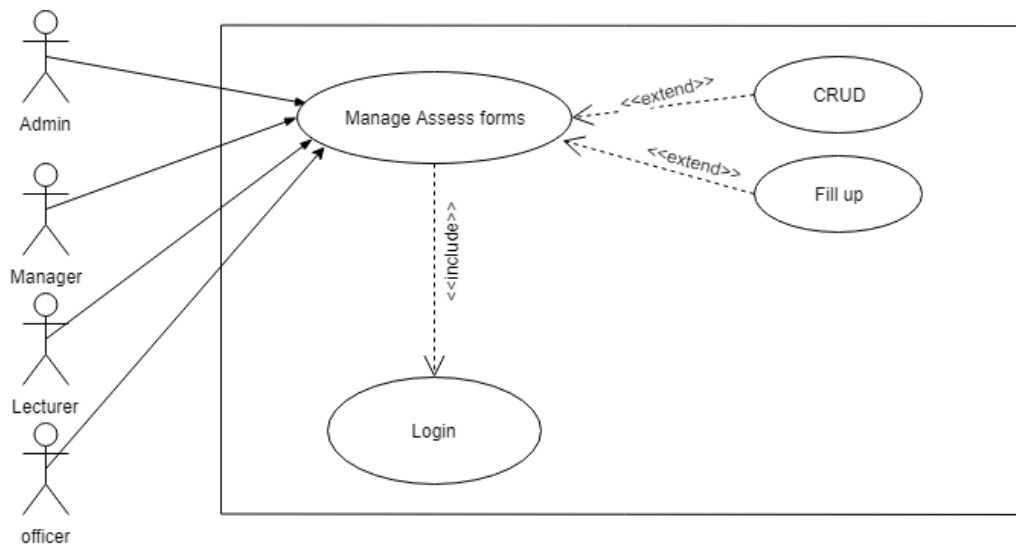 Admin
Manager
Lecturer
officer
Manage Assess forms
<<extend>>
CRUD
<<extend>>
Fill up
<<include>>
Login